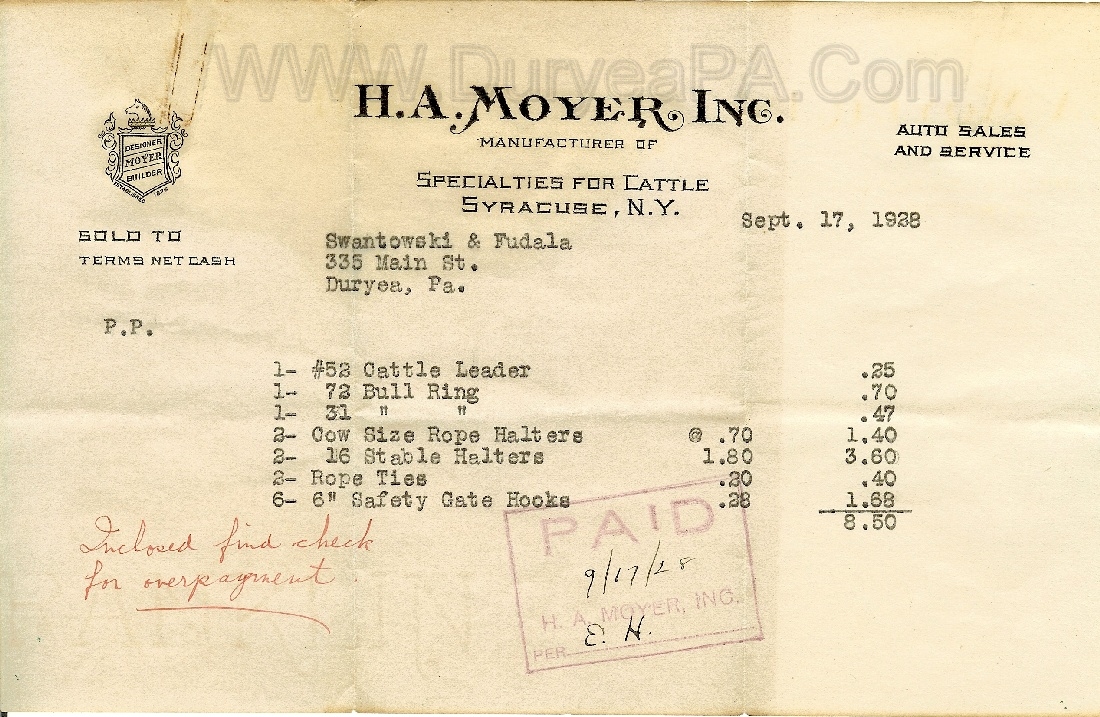 WWW.DuryeaPA.Com
H.A. MOYER, INC.
MANUFACTURER OF
SPECIALTIES FOR CATTLE
SYRACUSE, N.Y.
AUTO SALES
AND SERVICE
DESIGNER
MOYER
BUILDER
ESTABLISHED 1876
Sept. 17, 1928
SOLD TO
TERMS NET CASH
Swantowski & Fudala
335 Main St.
Duryea, Pa.
P.P.
1- #52 Cattle Leader .25
1- 72 Bull Ring .70
1- 31 " " .47
2- Cow Size Rope Halters @ .70 1.40
2- 16 Stable Halters 1.80 3.60
2- Rope Ties .20 .40
6- 6" Safety Gate Hooks .28 1.68
8.50
Inclosed find check
for overpayment
PAID
9/17/28
H. A. MOYER, INC.
E. H.
PER